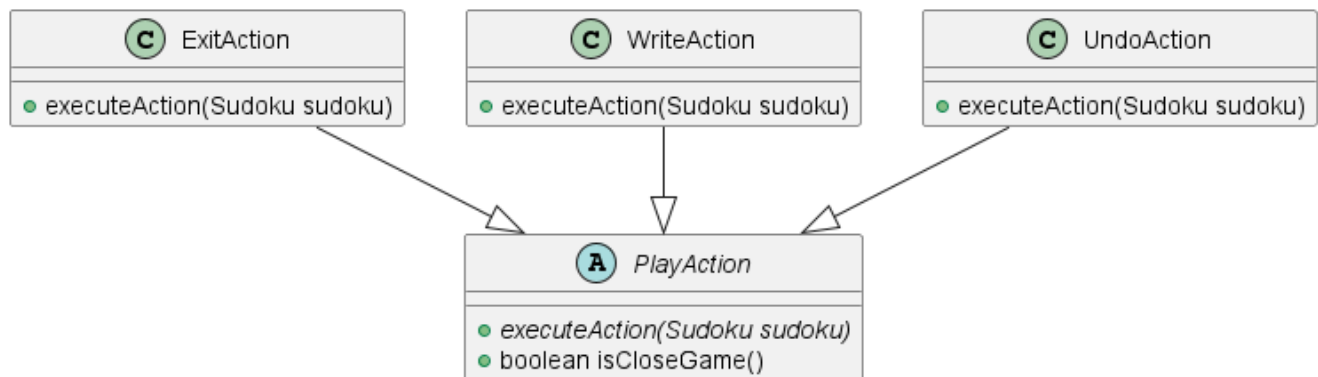 C ExitAction
C WriteAction
C UndoAction
executeAction(Sudoku sudoku)
executeAction(Sudoku sudoku)
executeAction(Sudoku sudoku)
A PlayAction
executeAction(Sudoku sudoku)
boolean isCloseGame()